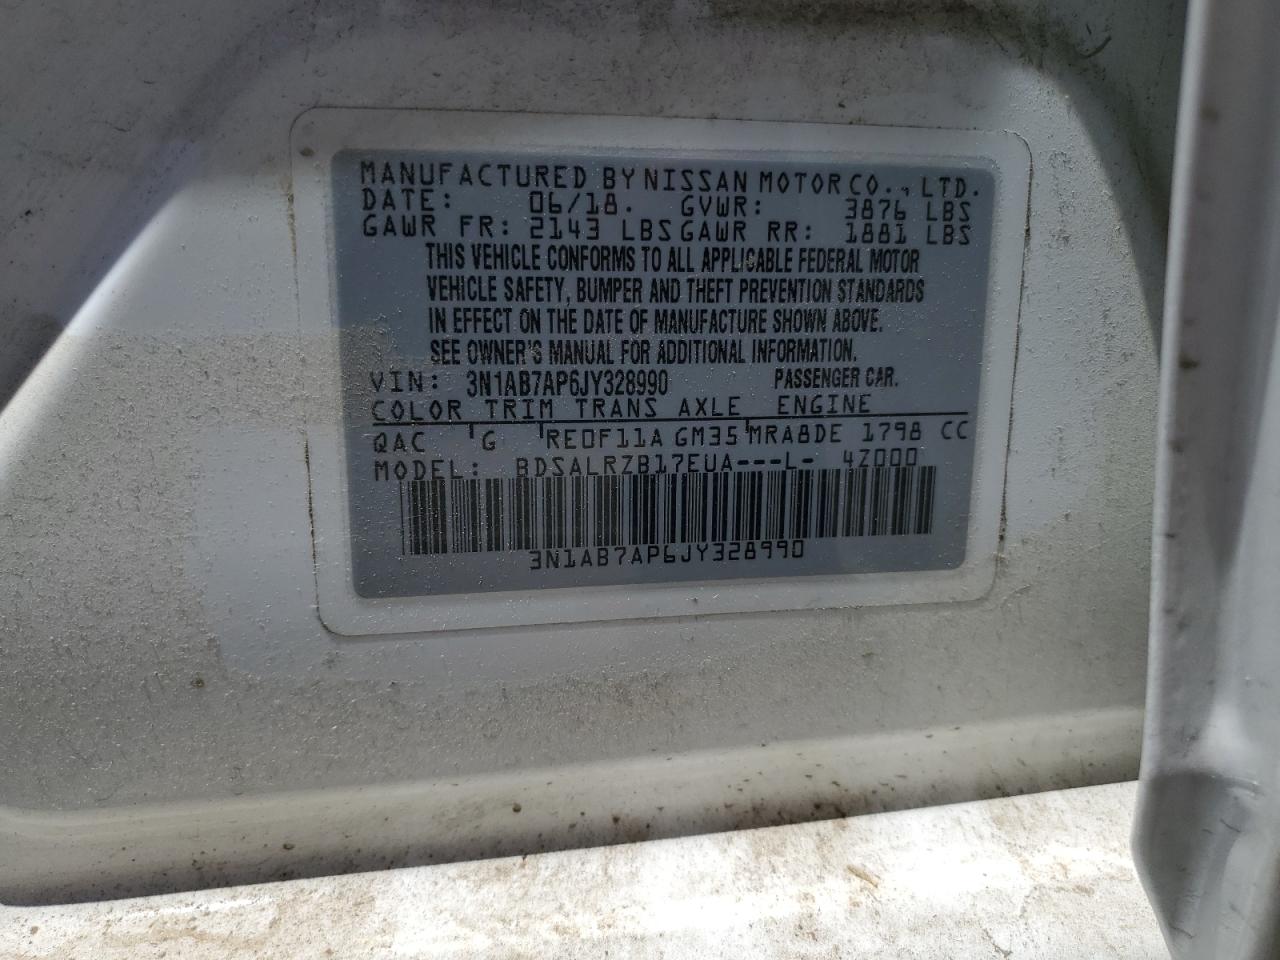 MANUFACTURED BY NISSAN MOTOR CO., LTD.
DATE: 06/18. GVWR: 3876 LBS
GAWR FR: 2143 LBS GAWR RR: 1881 LBS
THIS VEHICLE CONFORMS TO ALL APPLICABLE FEDERAL MOTOR
VEHICLE SAFETY, BUMPER AND THEFT PREVENTION STANDARDS
IN EFFECT ON THE DATE OF MANUFACTURE SHOWN ABOVE.
SEE OWNER'S MANUAL FOR ADDITIONAL INFORMATION.
VIN: 3N1AB7AP6JY328990 PASSENGER CAR.
COLOR TRIM TRANS AXLE ENGINE
QAC G RE0F11A GM35 MRA8DE 1798 CC
MODEL: BDSALRZB17EUA---L- 4Z000
3N1AB7AP6JY328990